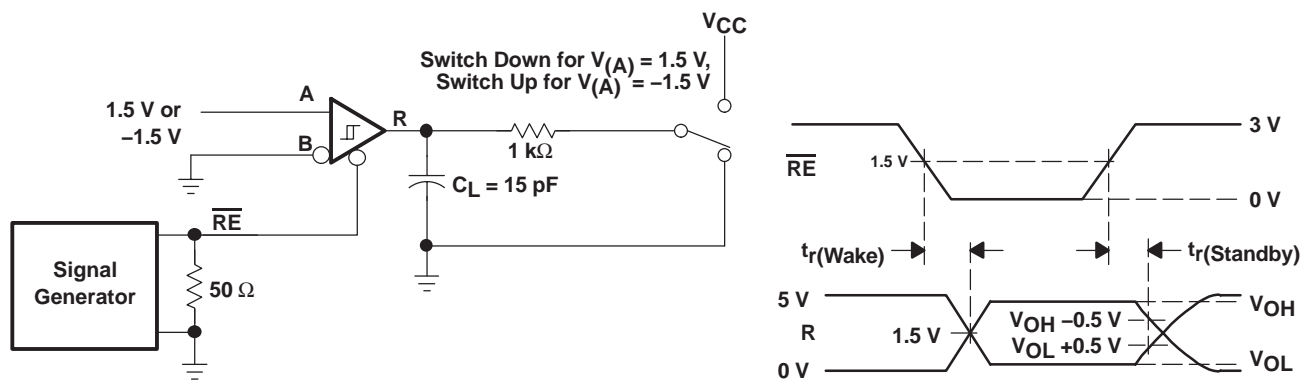 VCC
Switch Down for V(A) = 1.5 V,
Switch Up for V(A) = −1.5 V
A
1.5 V or
−1.5 V
R
B
1 kΩ
CL = 15 pF
RE
Signal
Generator
50 Ω
3 V
1.5 V
RE
0 V
tr(Wake)
tr(Standby)
5 V
VOH
VOH −0.5 V
R
1.5 V
VOL +0.5 V
0 V
VOL